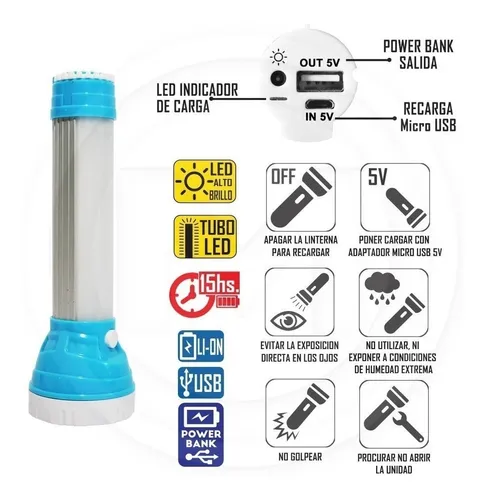 OUT 5V
IN 5V
POWER BANK
SALIDA
LED INDICADOR
DE CARGA
RECARGA
Micro USB
LED
ALTO
BRILLO
TUBO
LED
15hs.
LI-ON
USB
POWER
BANK
OFF
APAGAR LA LINTERNA
PARA RECARGAR
5V
PONER CARGAR CON
ADAPTADOR MICRO USB 5V
EVITAR LA EXPOSICION
DIRECTA EN LOS OJOS
NO UTILIZAR, NI
EXPONER A CONDICIONES
DE HUMEDAD EXTREMA
NO GOLPEAR
PROCURAR NO ABRIR
LA UNIDAD